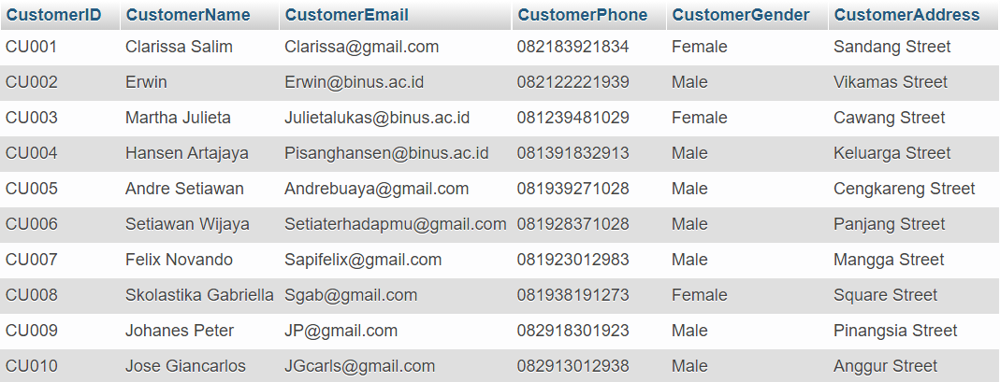 CustomerID CustomerName CustomerEmail CustomerPhone CustomerGender CustomerAddress
CU001 Clarissa Salim Clarissa@gmail.com 082183921834 Female Sandang Street
CU002 Erwin Erwin@binus.ac.id 082122221939 Male Vikamas Street
CU003 Martha Julieta Julietalukas@binus.ac.id 081239481029 Female Cawang Street
CU004 Hansen Artajaya Pisanghansen@binus.ac.id 081391832913 Male Keluarga Street
CU005 Andre Setiawan Andrebuaya@gmail.com 081939271028 Male Cengkareng Street
CU006 Setiawan Wijaya Setiaterhadapmu@gmail.com 081928371028 Male Panjang Street
CU007 Felix Novando Sapifelix@gmail.com 081923012983 Male Mangga Street
CU008 Skolastika Gabriella Sgab@gmail.com 081938191273 Female Square Street
CU009 Johanes Peter JP@gmail.com 082918301923 Male Pinangsia Street
CU010 Jose Giancarlos JGcarls@gmail.com 082913012938 Male Anggur Street